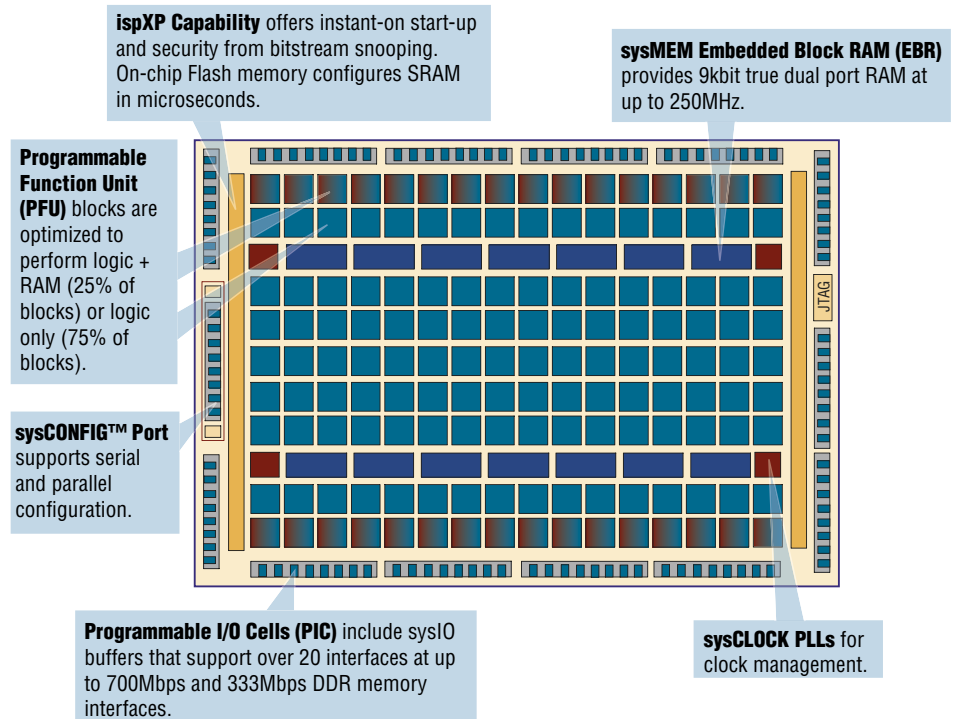 ispXP Capability offers instant-on start-up
and security from bitstream snooping.
On-chip Flash memory configures SRAM
in microseconds.
sysMEM Embedded Block RAM (EBR)
provides 9kbit true dual port RAM at
up to 250MHz.
Programmable
Function Unit
(PFU) blocks are
optimized to
perform logic +
RAM (25% of
blocks) or logic
only (75% of
blocks).
JTAG
sysCONFIG™ Port
supports serial
and parallel
configuration.
Programmable I/O Cells (PIC) include sysIO
buffers that support over 20 interfaces at up
to 700Mbps and 333Mbps DDR memory
interfaces.
sysCLOCK PLLs for
clock management.